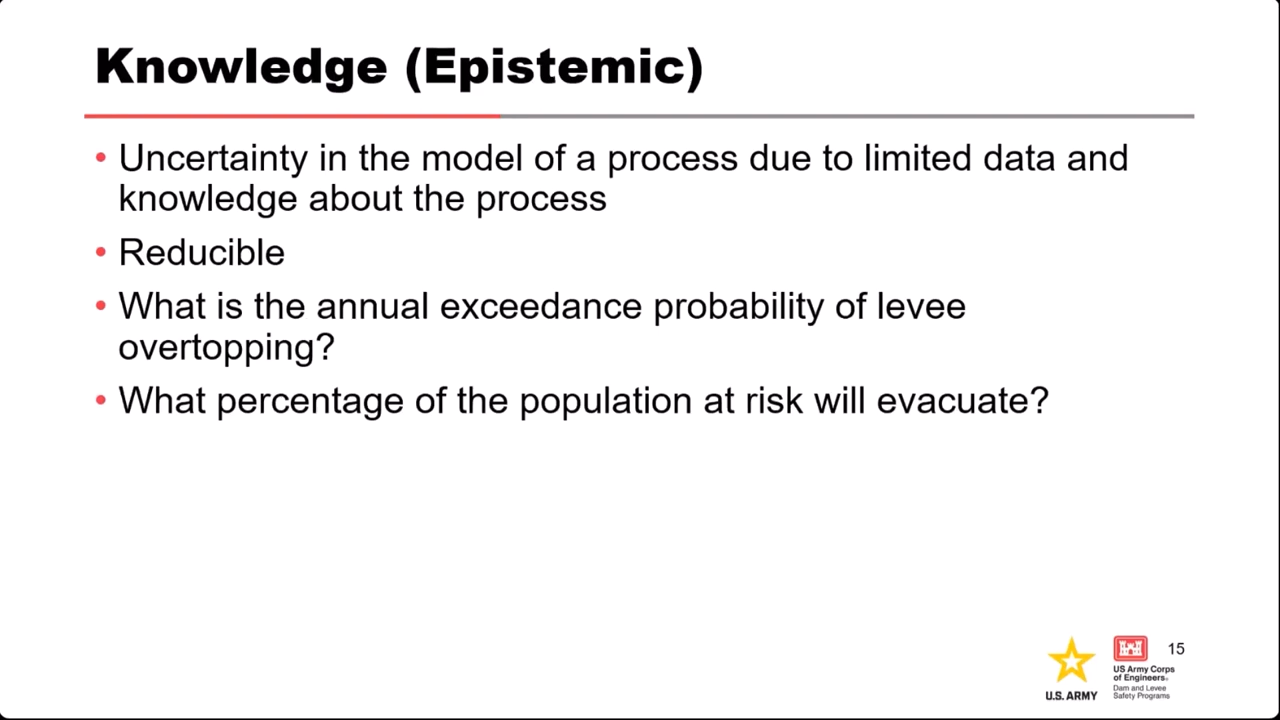 Knowledge (Epistemic)
• Uncertainty in the model of a process due to limited data and
knowledge about the process
• Reducible
• What is the annual exceedance probability of levee
overtopping?
• What percentage of the population at risk will evacuate?
15
U.S. ARMY
US Army Corps
of Engineers®
Dam and Levee
Safety Programs